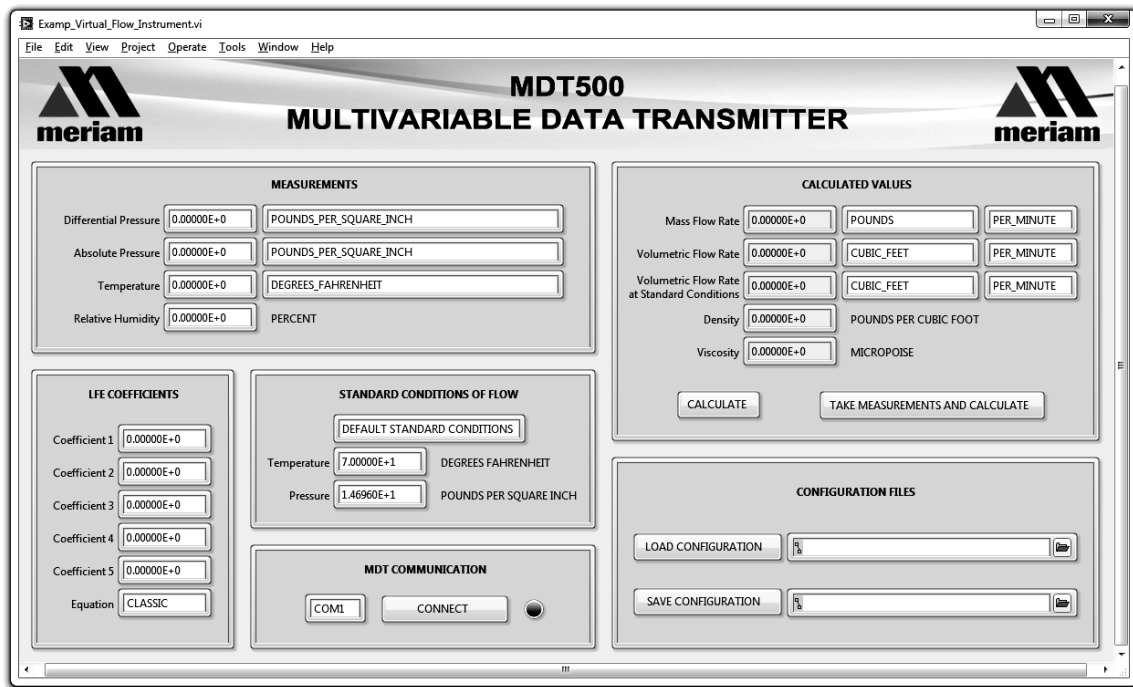 Examp_Virtual_Flow_Instrument.vi
File Edit View Project Operate Tools Window Help
meriam
MDT500
MULTIVARIABLE DATA TRANSMITTER
meriam
MEASUREMENTS
Differential Pressure 0.00000E+0 POUNDS_PER_SQUARE_INCH
Absolute Pressure 0.00000E+0 POUNDS_PER_SQUARE_INCH
Temperature 0.00000E+0 DEGREES_FAHRENHEIT
Relative Humidity 0.00000E+0 PERCENT
CALCULATED VALUES
Mass Flow Rate 0.00000E+0 POUNDS PER_MINUTE
Volumetric Flow Rate 0.00000E+0 CUBIC_FEET PER_MINUTE
Volumetric Flow Rate
at Standard Conditions 0.00000E+0 CUBIC_FEET PER_MINUTE
Density 0.00000E+0 POUNDS PER CUBIC FOOT
Viscosity 0.00000E+0 MICROPOISE
CALCULATE TAKE MEASUREMENTS AND CALCULATE
LFE COEFFICIENTS
Coefficient 1 0.00000E+0
Coefficient 2 0.00000E+0
Coefficient 3 0.00000E+0
Coefficient 4 0.00000E+0
Coefficient 5 0.00000E+0
Equation CLASSIC
STANDARD CONDITIONS OF FLOW
DEFAULT STANDARD CONDITIONS
Temperature 7.00000E+1 DEGREES FAHRENHEIT
Pressure 1.46960E+1 POUNDS PER SQUARE INCH
MDT COMMUNICATION
COM1 CONNECT
CONFIGURATION FILES
LOAD CONFIGURATION
SAVE CONFIGURATION